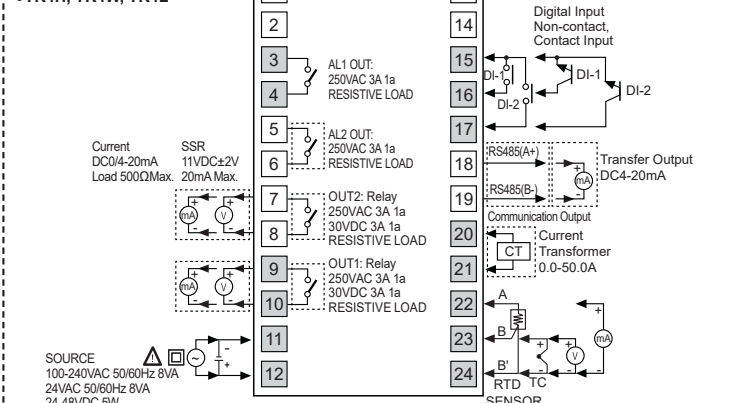 2
3
4
5
6
7
8
9
10
11
12
14
15
16
17
18
19
20
21
22
23
24
AL1 OUT:
250VAC 3A 1a
RESISTIVE LOAD
AL2 OUT:
250VAC 3A 1a
RESISTIVE LOAD
OUT2: Relay
250VAC 3A 1a
30VDC 3A 1a
RESISTIVE LOAD
OUT1: Relay
250VAC 3A 1a
30VDC 3A 1a
RESISTIVE LOAD
Current
DC0/4-20mA
Load 500ΩMax.
SSR
11VDC±2V
20mA Max.
mA
V
+
-
+
-
mA
V
+
-
+
-
SOURCE
100-240VAC 50/60Hz 8VA
24VAC 50/60Hz 8VA
24-48VDC 5W
-
+
Digital Input
Non-contact,
Contact Input
DI-1
DI-2
DI-1
DI-2
RS485(A+)
RS485(B-)
+
mA
-
Transfer Output
DC4-20mA
Communication Output
CT
Current
Transformer
0.0-50.0A
A
B
B'
RTD
TC
SENSOR
+
-
+
V
-
+
mA
-